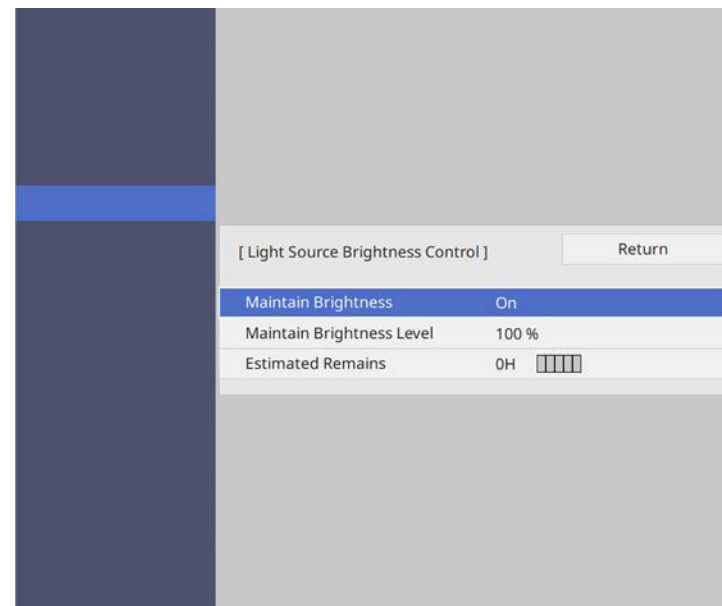 [ Light Source Brightness Control ] Return
Maintain Brightness On
Maintain Brightness Level 100 %
Estimated Remains 0H